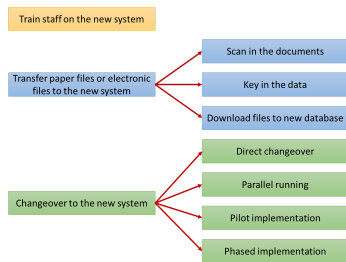 Train staff on the new system
Scan in the documents
Transfer paper files or electronic
files to the new system
Key in the data
Download files to new database
Direct changeover
Parallel running
Changeover to the new system
Pilot implementation
Phased implementation